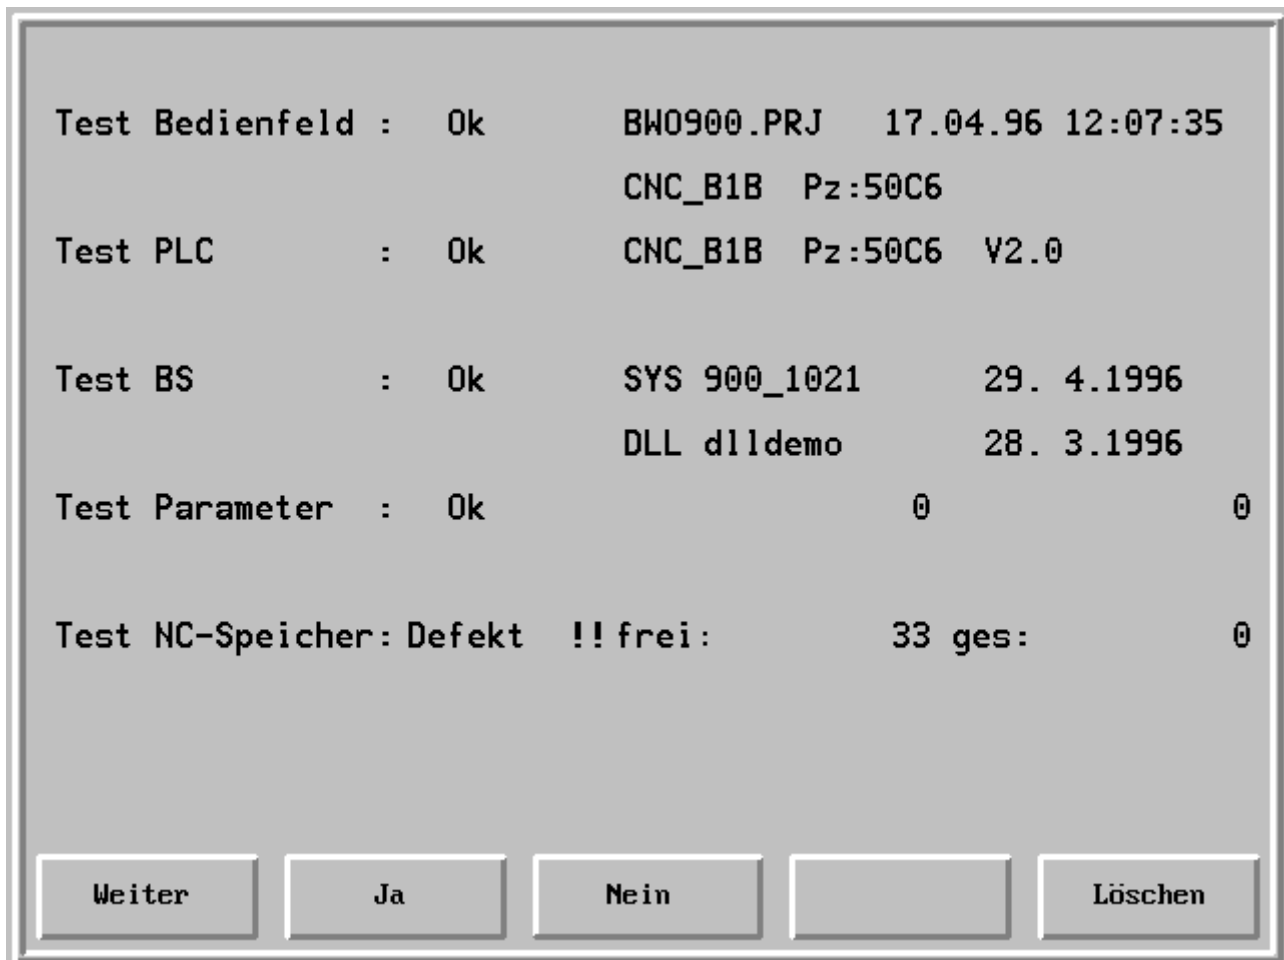 Test Bedienfeld : Ok BWO900.PRJ 17.04.96 12:07:35
CNC_B1B Pz:50C6
Test PLC : Ok CNC_B1B Pz:50C6 V2.0
Test BS : Ok SYS 900_1021 29. 4.1996
DLL dlldemo 28. 3.1996
Test Parameter : Ok 0 0
Test NC-Speicher: Defekt !! frei: 33 ges: 0
Weiter Ja Nein Löschen